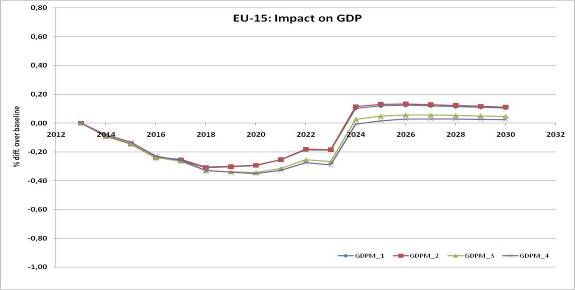 EU-15: Impact on GDP
% diff. over baseline
0,80
0,60
0,40
0,20
0,00
-0,20
-0,40
-0,60
-0,80
-1,00
2012 2014 2016 2018 2020 2022 2024 2026 2028 2030 2032
GDPM_1 GDPM_2 GDPM_3 GDPM_4